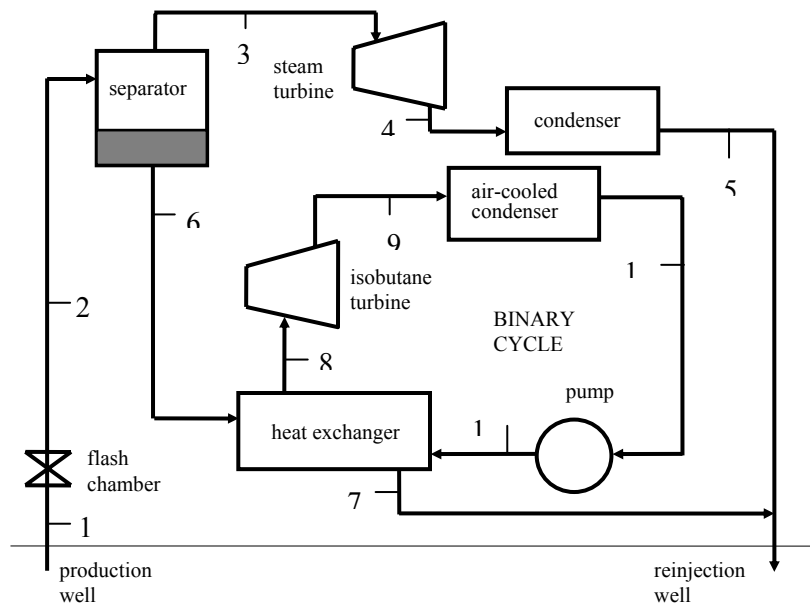 3
steam
turbine
separator
4
condenser
5
6
air-cooled
condenser
9
1
isobutane
turbine
2
BINARY
CYCLE
8
pump
heat exchanger
1
flash
chamber
7
1
production
well
reinjection
well